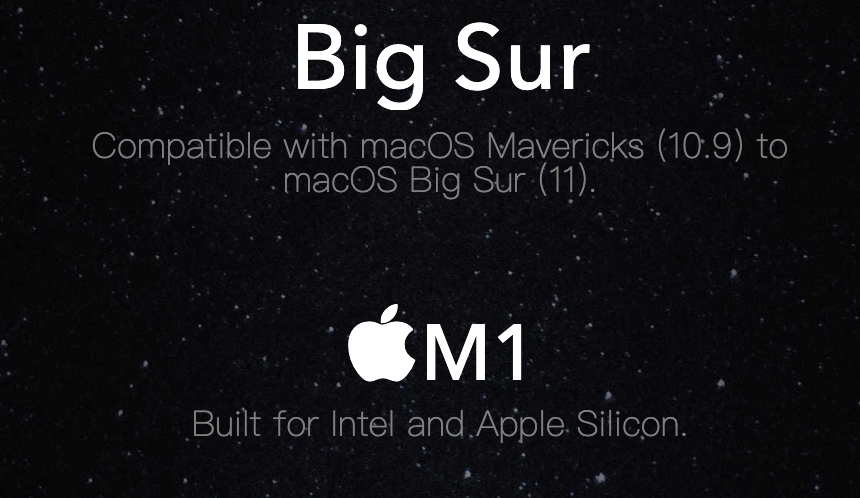 Big Sur
Compatible with macOS Mavericks (10.9) to
macOS Big Sur (11).
M1
Built for Intel and Apple Silicon.